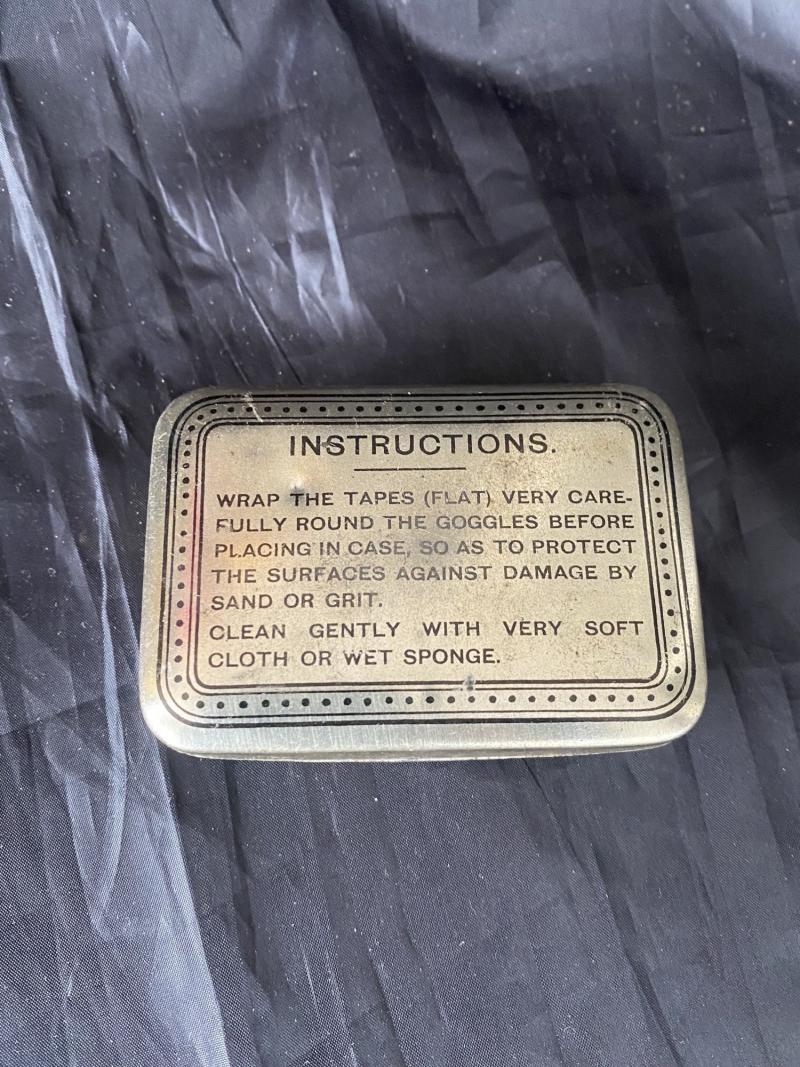 INSTRUCTIONS.
WRAP THE TAPES (FLAT) VERY CARE-
FULLY ROUND THE GOGGLES BEFORE
PLACING IN CASE, SO AS TO PROTECT
THE SURFACES AGAINST DAMAGE BY
SAND OR GRIT.
CLEAN GENTLY WITH VERY SOFT
CLOTH OR WET SPONGE.